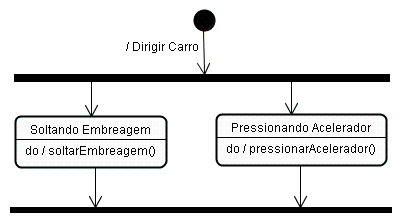 / Dirigir Carro
Soltando Embreagem
do / soltarEmbreagem()
Pressionando Acelerador
do / pressionarAcelerador()